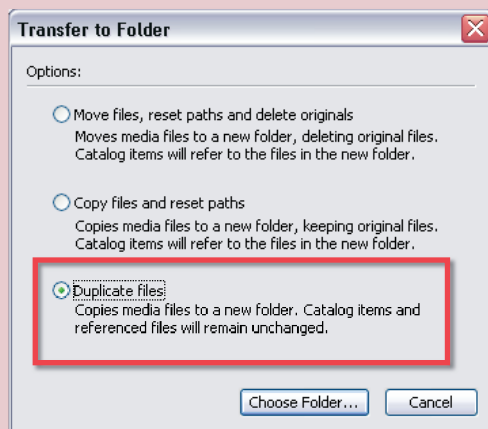 Transfer to Folder
Options:
Move files, reset paths and delete originals
Moves media files to a new folder, deleting original files.
Catalog items will refer to the files in the new folder.
Copy files and reset paths
Copies media files to a new folder, keeping original files.
Catalog items will refer to the files in the new folder.
Duplicate files
Copies media files to a new folder. Catalog items and
referenced files will remain unchanged.
Choose Folder... Cancel